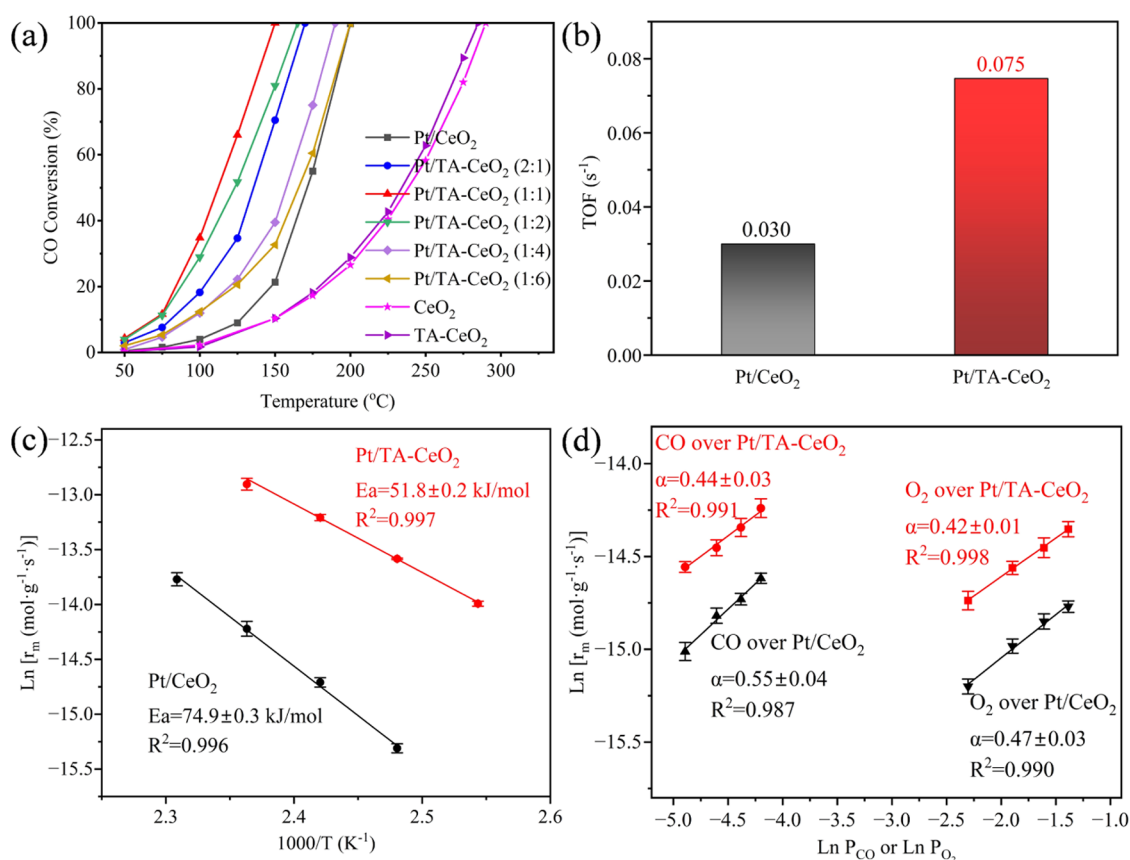 (a)
CO Conversion (%)
100
80
60
40
20
0
Pt/CeO₂
Pt/TA-CeO₂ (2:1)
Pt/TA-CeO₂ (1:1)
Pt/TA-CeO₂ (1:2)
Pt/TA-CeO₂ (1:4)
Pt/TA-CeO₂ (1:6)
CeO₂
TA-CeO₂
50 100 150 200 250 300
Temperature (°C)
(b)
TOF (s⁻¹)
0.08
0.06
0.04
0.02
0.00
0.030
0.075
Pt/CeO₂ Pt/TA-CeO₂
(c)
Ln [rₘ (mol·g⁻¹·s⁻¹)]
−12.5
−13.0
−13.5
−14.0
−14.5
−15.0
−15.5
Pt/TA-CeO₂
Ea=51.8±0.2 kJ/mol
R²=0.997
Pt/CeO₂
Ea=74.9±0.3 kJ/mol
R²=0.996
2.3 2.4 2.5 2.6
1000/T (K⁻¹)
(d)
Ln [rₘ (mol·g⁻¹·s⁻¹)]
−14.0
−14.5
−15.0
−15.5
CO over Pt/TA-CeO₂
α=0.44±0.03
R²=0.991
O₂ over Pt/TA-CeO₂
α=0.42±0.01
R²=0.998
CO over Pt/CeO₂
α=0.55±0.04
R²=0.987
O₂ over Pt/CeO₂
α=0.47±0.03
R²=0.990
−5.0 −4.5 −4.0 −3.5 −3.0 −2.5 −2.0 −1.5 −1.0
Ln P_CO or Ln P_O₂